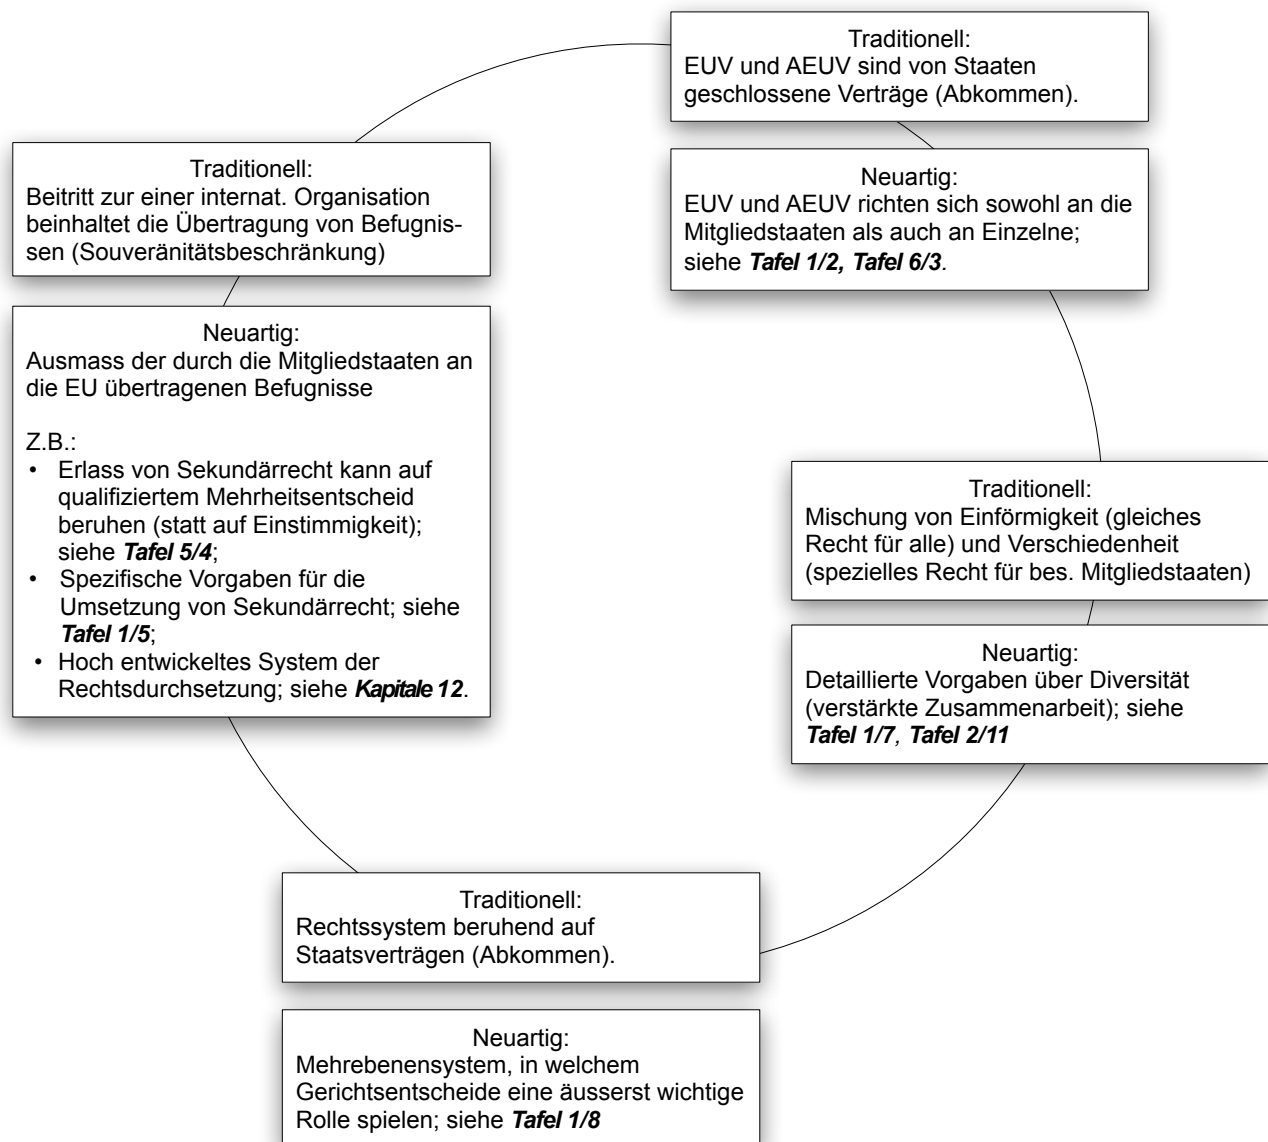 Traditionell:
EUV und AEUV sind von Staaten
geschlossene Verträge (Abkommen).
Neuartig:
EUV und AEUV richten sich sowohl an die
Mitgliedstaaten als auch an Einzelne;
siehe Tafel 1/2, Tafel 6/3.
Traditionell:
Beitritt zur einer internat. Organisation
beinhaltet die Übertragung von Befugnis-
sen (Souveränitätsbeschränkung)
Neuartig:
Ausmass der durch die Mitgliedstaaten an
die EU übertragenen Befugnisse
Z.B.:
• Erlass von Sekundärrecht kann auf
qualifiziertem Mehrheitsentscheid
beruhen (statt auf Einstimmigkeit);
siehe Tafel 5/4;
• Spezifische Vorgaben für die
Umsetzung von Sekundärrecht; siehe
Tafel 1/5;
• Hoch entwickeltes System der
Rechtsdurchsetzung; siehe Kapitale 12.
Traditionell:
Mischung von Einförmigkeit (gleiches
Recht für alle) und Verschiedenheit
(spezielles Recht für bes. Mitgliedstaaten)
Neuartig:
Detaillierte Vorgaben über Diversität
(verstärkte Zusammenarbeit); siehe
Tafel 1/7, Tafel 2/11
Traditionell:
Rechtssystem beruhend auf
Staatsverträgen (Abkommen).
Neuartig:
Mehrebenensystem, in welchem
Gerichtsentscheide eine äusserst wichtige
Rolle spielen; siehe Tafel 1/8